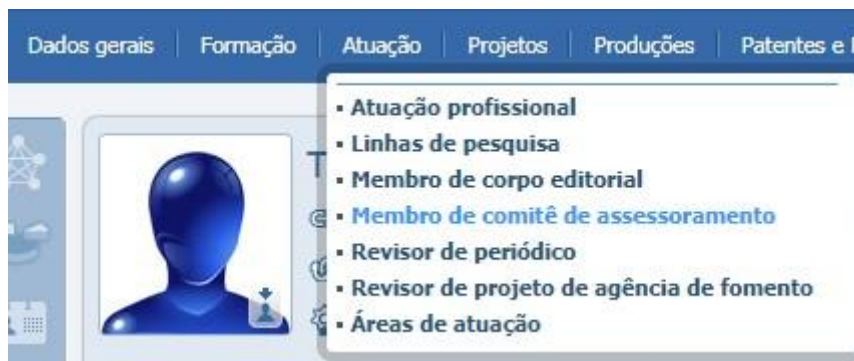 Dados gerais Formação Atuação Projetos Produções Patentes e
▪ Atuação profissional
▪ Linhas de pesquisa
▪ Membro de corpo editorial
▪ Membro de comitê de assessoramento
▪ Revisor de periódico
▪ Revisor de projeto de agência de fomento
▪ Áreas de atuação